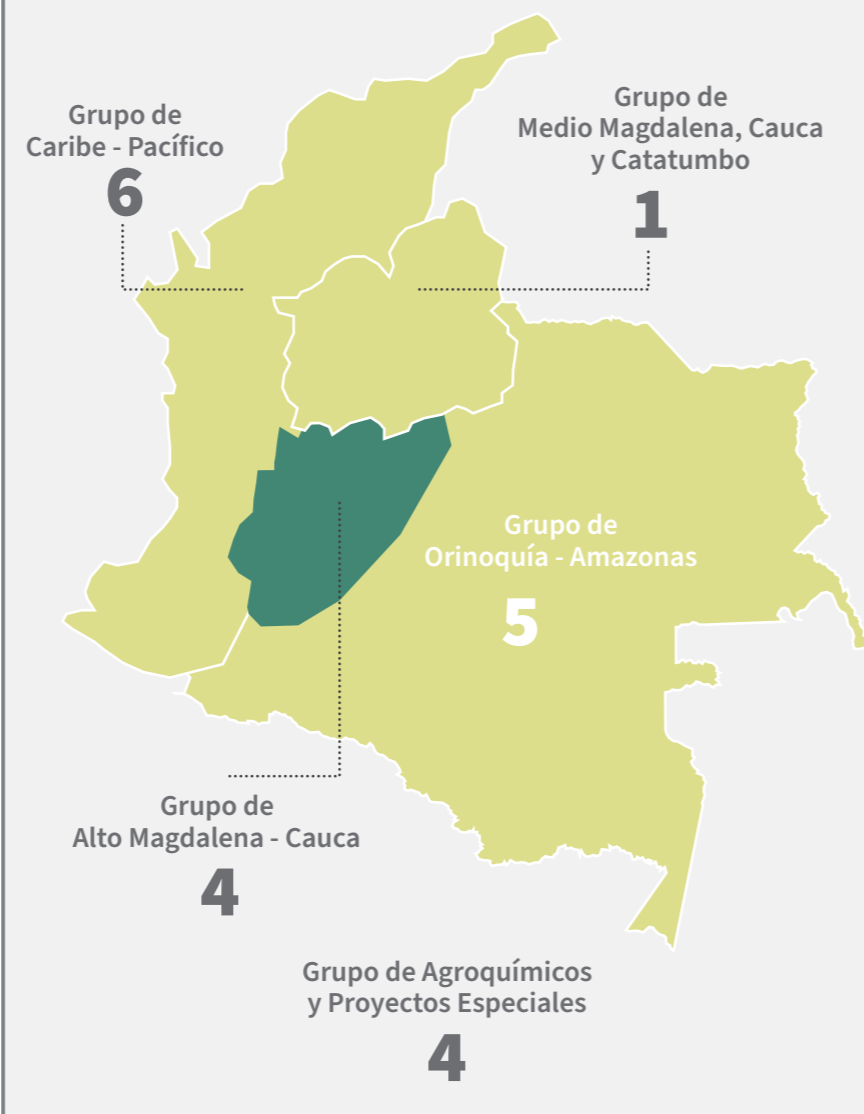 Grupo de
Caribe - Pacífico
6
Grupo de
Medio Magdalena, Cauca
y Catatumbo
1
Grupo de
Orinoquía - Amazonas
5
Grupo de
Alto Magdalena - Cauca
4
Grupo de Agroquímicos
y Proyectos Especiales
4